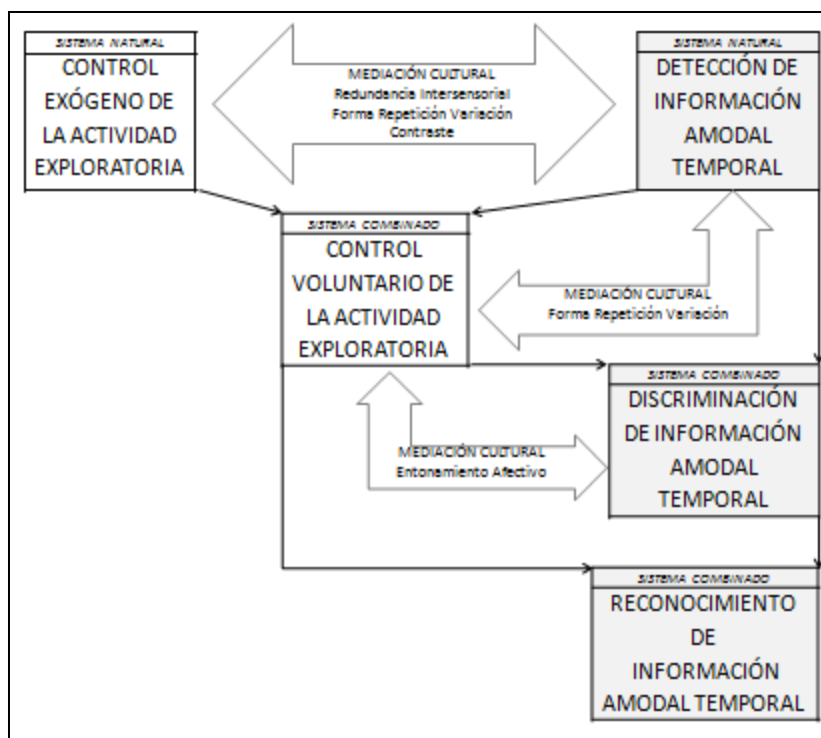 SISTEMA NATURAL
CONTROL
EXÓGENO DE
LA ACTIVIDAD
EXPLORATORIA
MEDIACIÓN CULTURAL
Redundancia Intersensorial
Forma Repetición Variación
Contraste
SISTEMA NATURAL
DETECCIÓN DE
INFORMACIÓN
AMODAL
TEMPORAL
SISTEMA COMBINADO
CONTROL
VOLUNTARIO DE
LA ACTIVIDAD
EXPLORATORIA
MEDIACIÓN CULTURAL
Forma Repetición Variación
SISTEMA COMBINADO
DISCRIMINACIÓN
DE INFORMACIÓN
AMODAL
TEMPORAL
MEDIACIÓN CULTURAL
Entonamiento Afectivo
SISTEMA COMBINADO
RECONOCIMIENTO
DE
INFORMACIÓN
AMODAL TEMPORAL